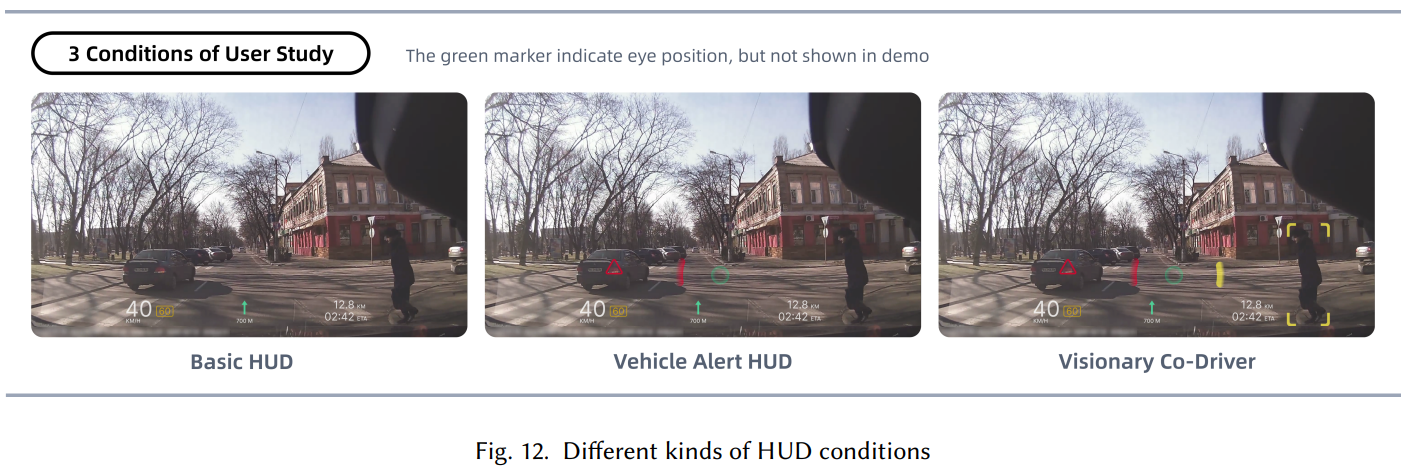 3 Conditions of User Study
The green marker indicate eye position, but not shown in demo
40 60
KM/H
700 M
12.8 KM
02:42 ETA
40 60
KM/H
700 M
12.8 KM
02:42 ETA
40 60
KM/H
700 M
12.8 KM
02:42 ETA
Basic HUD
Vehicle Alert HUD
Visionary Co-Driver
Fig. 12. Different kinds of HUD conditions